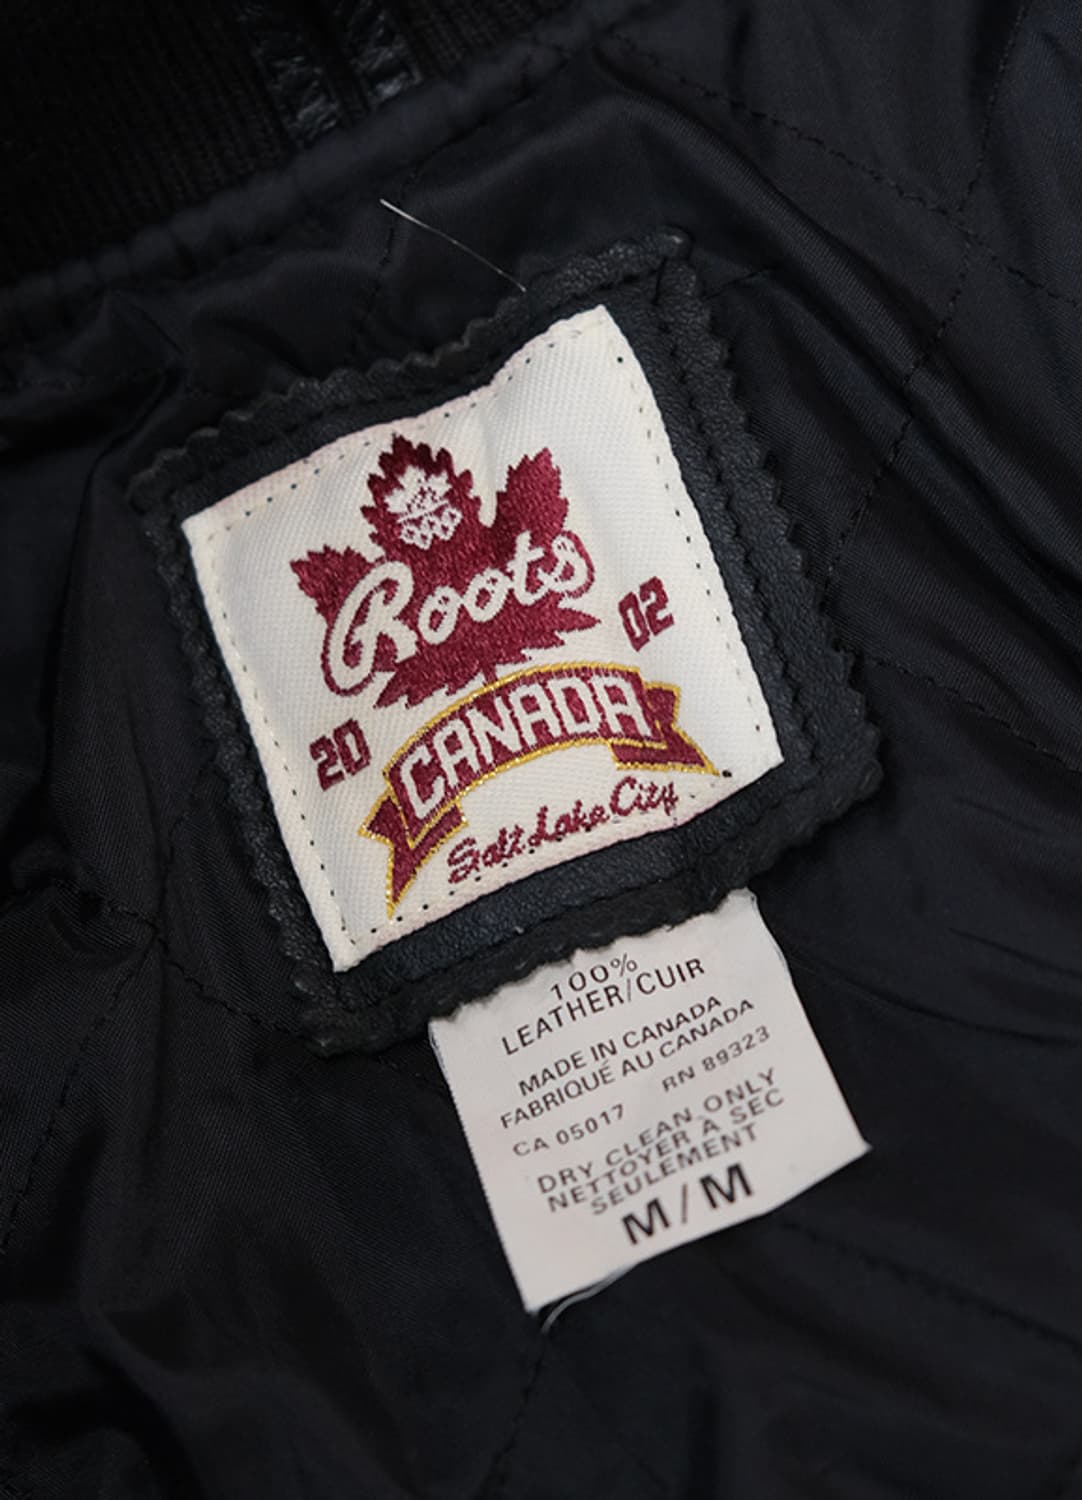 Roots
20 02
CANADA
Salt Lake City
100%
LEATHER/CUIR
MADE IN CANADA
FABRIQUÉ AU CANADA
CA 05017 RN 89323
DRY CLEAN ONLY
NETTOYER A SEC
SEULEMENT
M/M